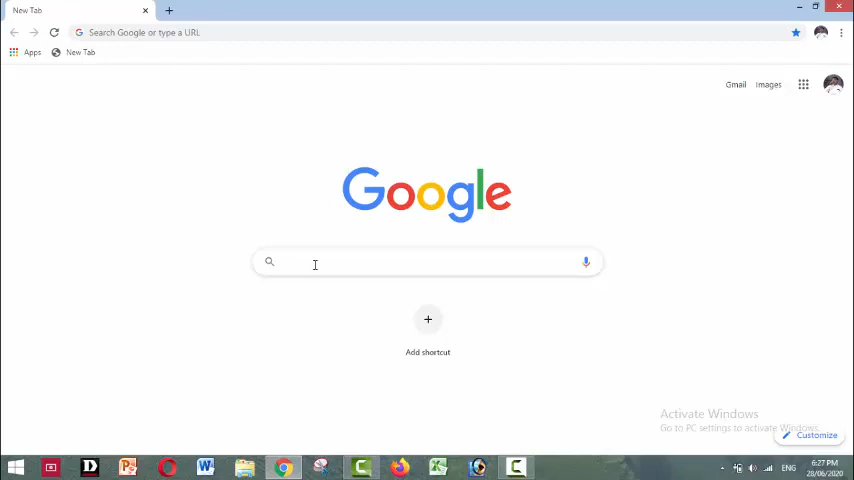 New Tab
Search Google or type a URL
Apps
New Tab
Gmail
Images
Google
Add shortcut
Activate Windows
Go to PC settings to activate Windows.
Customize
ENG
6:27 PM
28/06/2020